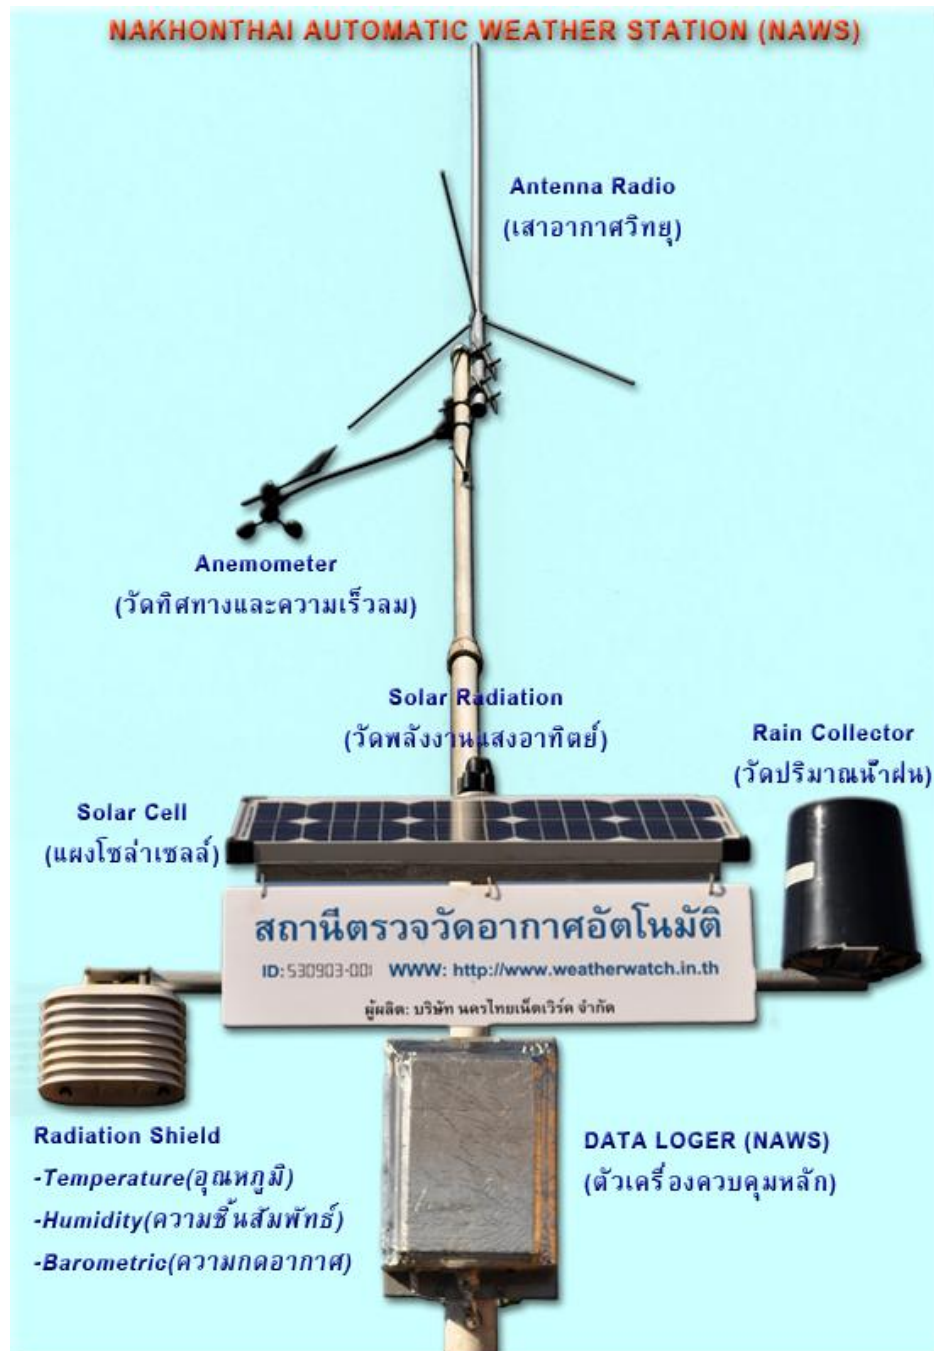 NAKHONTHAI AUTOMATIC WEATHER STATION (NAWS)
Antenna Radio
(เสาอากาศวิทยุ)
Anemometer
(วัดทิศทางและความเร็วลม)
Solar Radiation
(วัดพลังงานแสงอาทิตย์)
Rain Collector
(วัดปริมาณน้ำฝน)
Solar Cell
(แผงโซล่าเซลล์)
สถานีตรวจวัดอากาศอัตโนมัติ
ID: 530903-001 WWW: http://www.weatherwatch.in.th
ผู้ผลิต: บริษัท นครไทยเน็ตเวิร์ค จำกัด
Radiation Shield
-Temperature(อุณหภูมิ)
-Humidity(ความชื้นสัมพัทธ์)
-Barometric(ความกดอากาศ)
DATA LOGER (NAWS)
(ตัวเครื่องควบคุมหลัก)